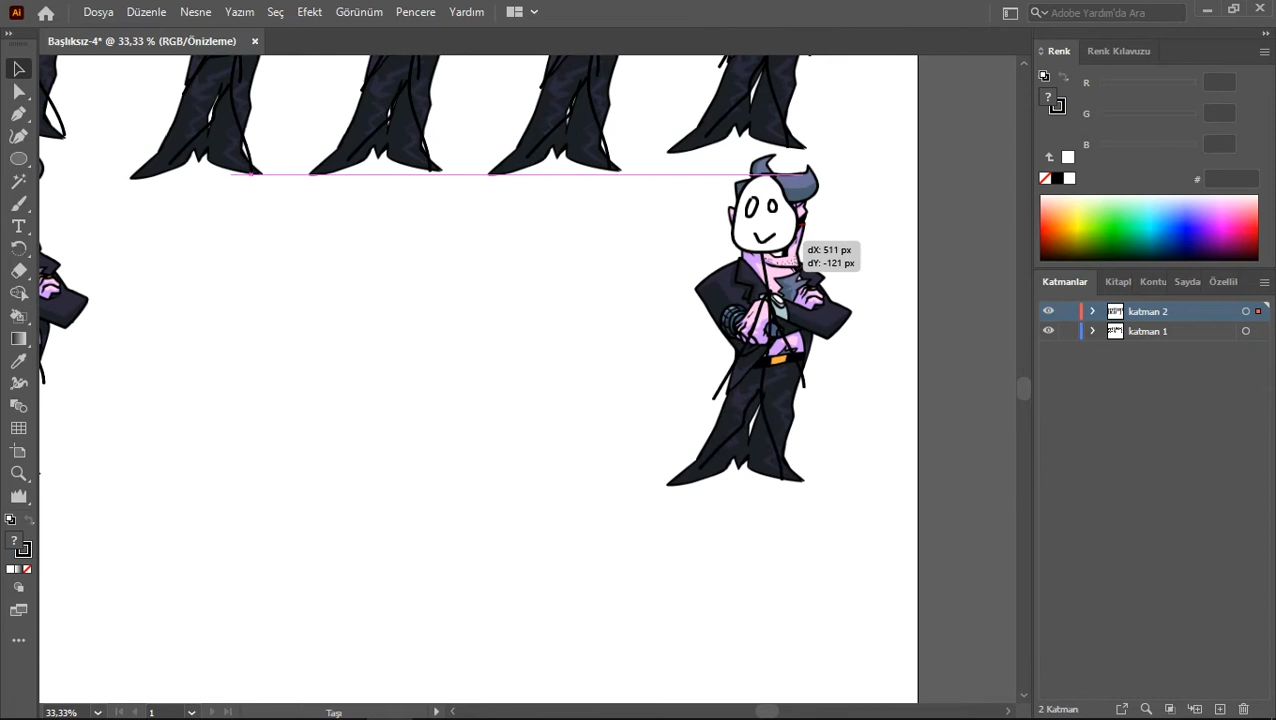 Ai
Dosya Düzenle Nesne Yazım Seç Efekt Görünüm Pencere Yardım
Adobe Yardım'da Ara
Başlıksız-4* @ 33,33 % (RGB/Önizleme)
Renk Renk Kılavuzu
R
G
B
#
dX: 511 px
dY: -121 px
Katmanlar Kitapl Kontu Sayda Özellii
katman 2
katman 1
?
?
T
33,33% 1 Taşı
2 Katman